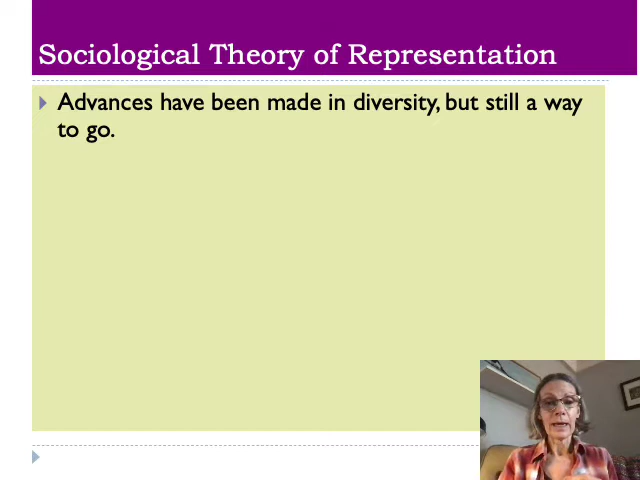 Sociological Theory of Representation
Advances have been made in diversity, but still a way
to go.